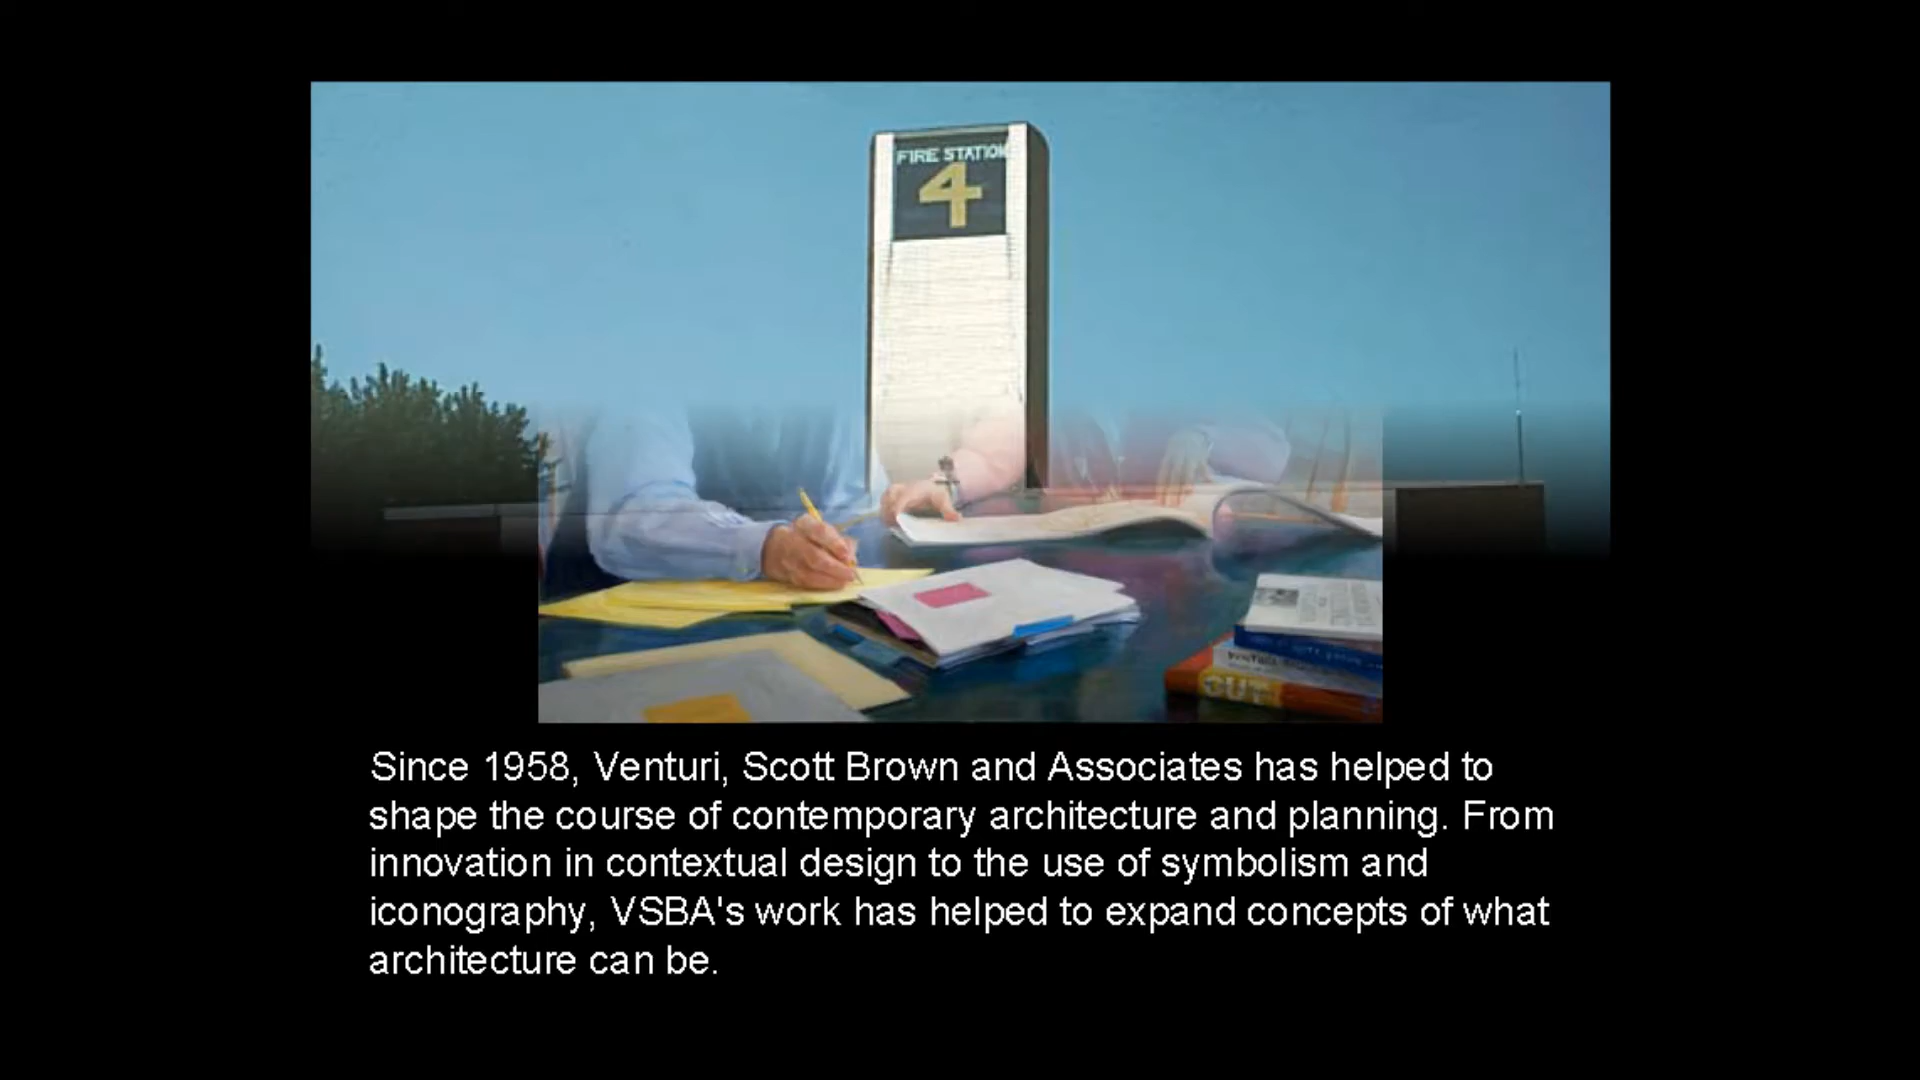 FIRE STATION
4
OUT
Since 1958, Venturi, Scott Brown and Associates has helped to
shape the course of contemporary architecture and planning. From
innovation in contextual design to the use of symbolism and
iconography, VSBA's work has helped to expand concepts of what
architecture can be.